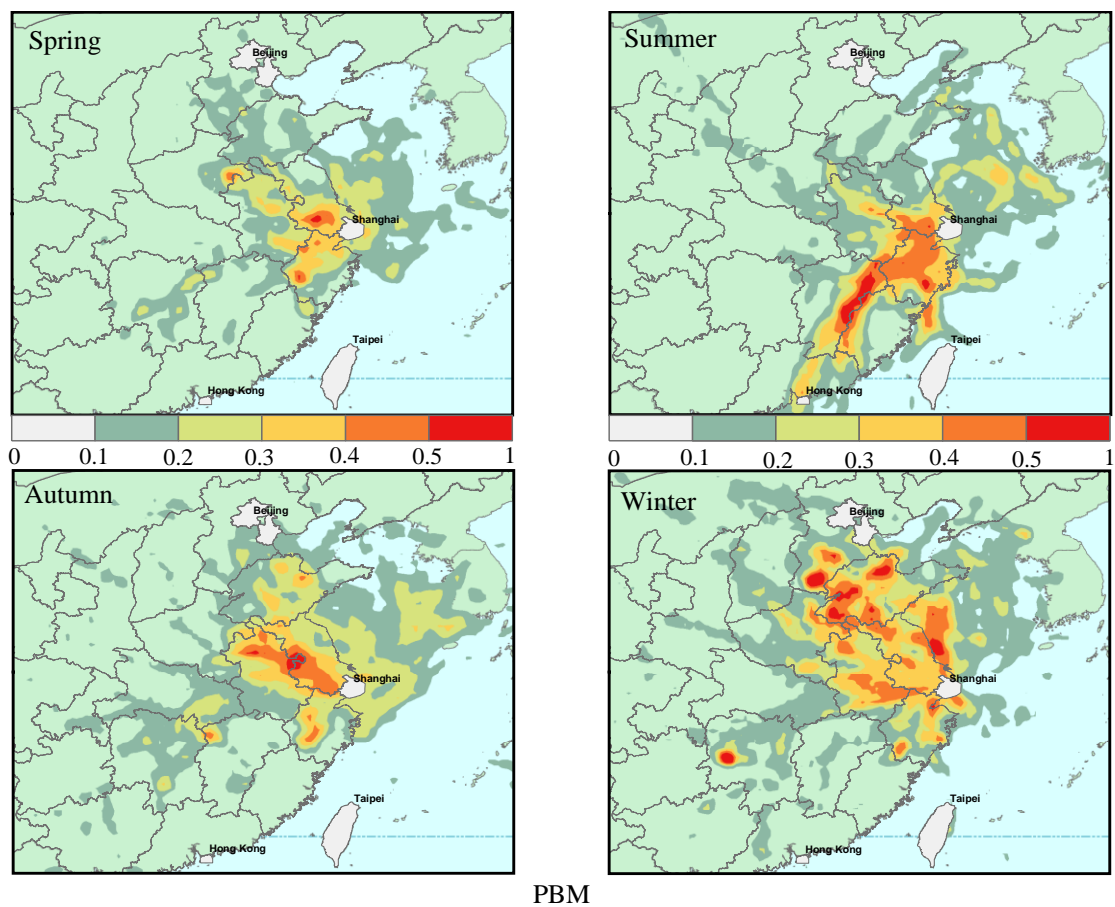 Spring
Beijing
Shanghai
Taipei
Hong Kong
Summer
Beijing
Shanghai
Taipei
Hong Kong
0 0.1 0.2 0.3 0.4 0.5 1
0 0.1 0.2 0.3 0.4 0.5 1
Autumn
Beijing
Shanghai
Taipei
Hong Kong
Winter
Beijing
Shanghai
Taipei
Hong Kong
PBM